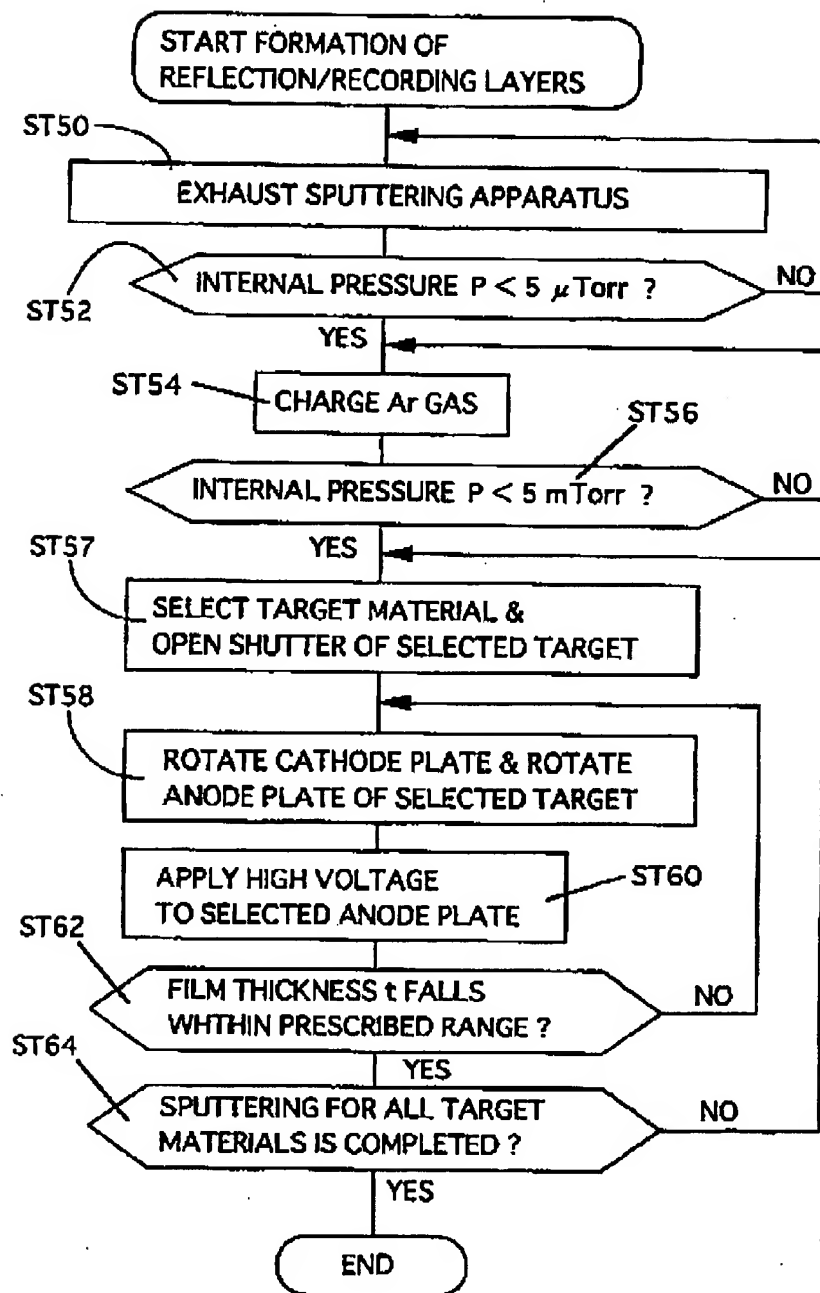 START FORMATION OF
REFLECTION/RECORDING LAYERS
ST50
EXHAUST SPUTTERING APPARATUS
INTERNAL PRESSURE P < 5 μTorr ?
NO
ST52
YES
ST54
CHARGE Ar GAS
ST56
INTERNAL PRESSURE P < 5 mTorr ?
NO
YES
ST57
SELECT TARGET MATERIAL &
OPEN SHUTTER OF SELECTED TARGET
ST58
ROTATE CATHODE PLATE & ROTATE
ANODE PLATE OF SELECTED TARGET
APPLY HIGH VOLTAGE
TO SELECTED ANODE PLATE
ST60
ST62
FILM THICKNESS t FALLS
WHTHIN PRESCRIBED RANGE ?
NO
YES
ST64
SPUTTERING FOR ALL TARGET
MATERIALS IS COMPLETED ?
NO
YES
END